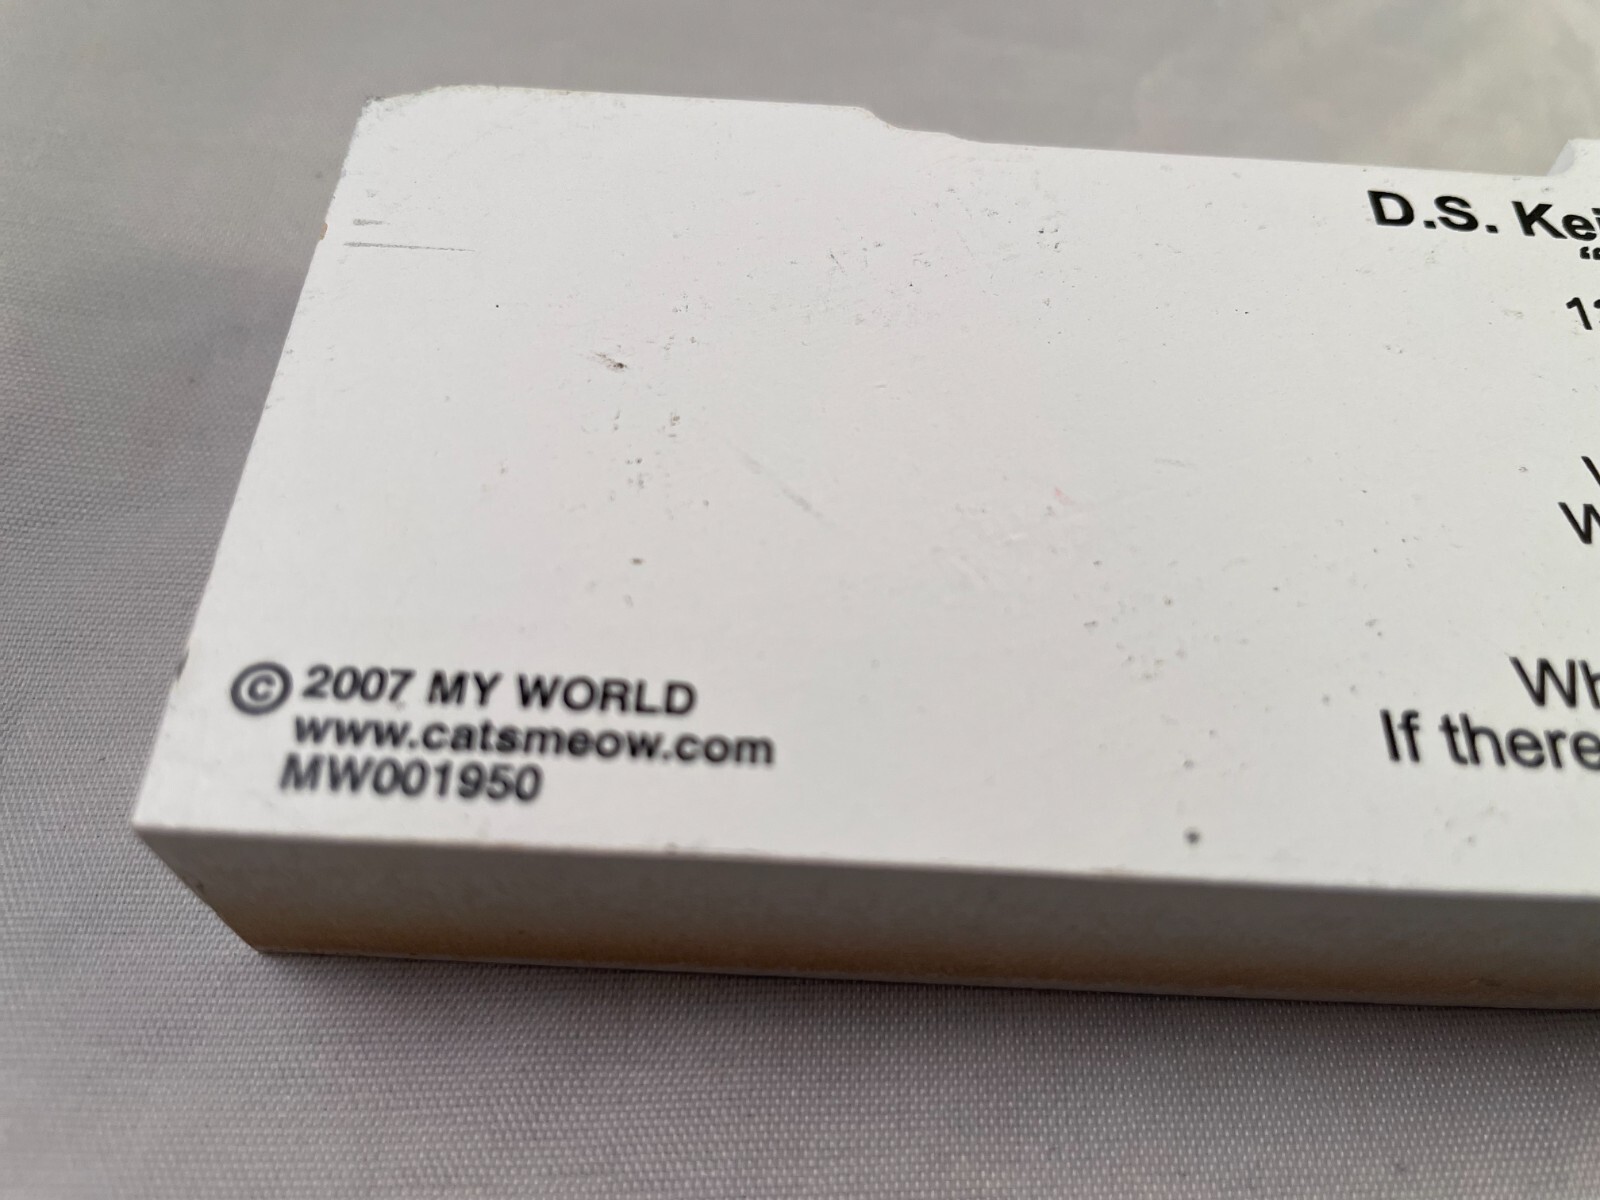 D.S.
“
© 2007 MY WORLD
www.catsmeow.com
MW001950
If there